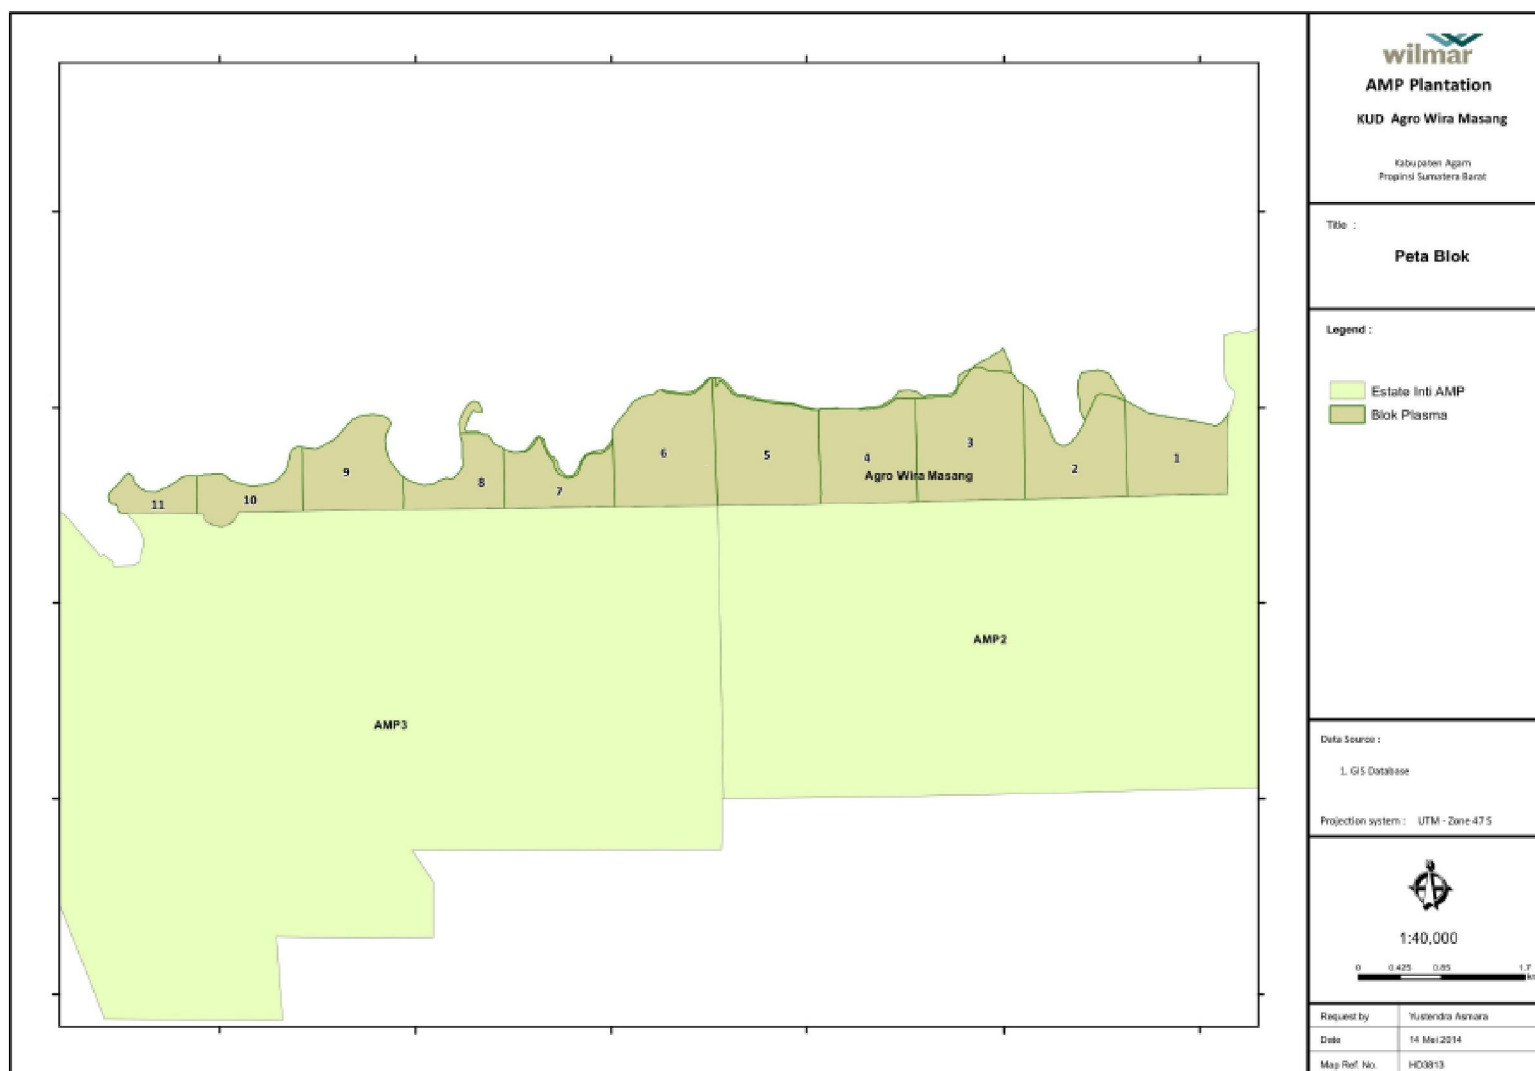 wilmar
AMP Plantation
KUD Agro Wira Masang
Kabupaten Agam
Propinsi Sumatera Barat
Title :
Peta Blok
Legend :
Estate Inti AMP
Blok Plasma
11
10
9
8
7
6
5
4
3
2
1
Agro Wira Masang
AMP2
AMP3
Data Source :
1. GIS Database
Projection system : UTM - Zone 47 S
1:40,000
0 0.425 0.85 1.7
km
Request by Yustendra Asmara
Date 14 Mei 2014
Map Ref. No. HO3813